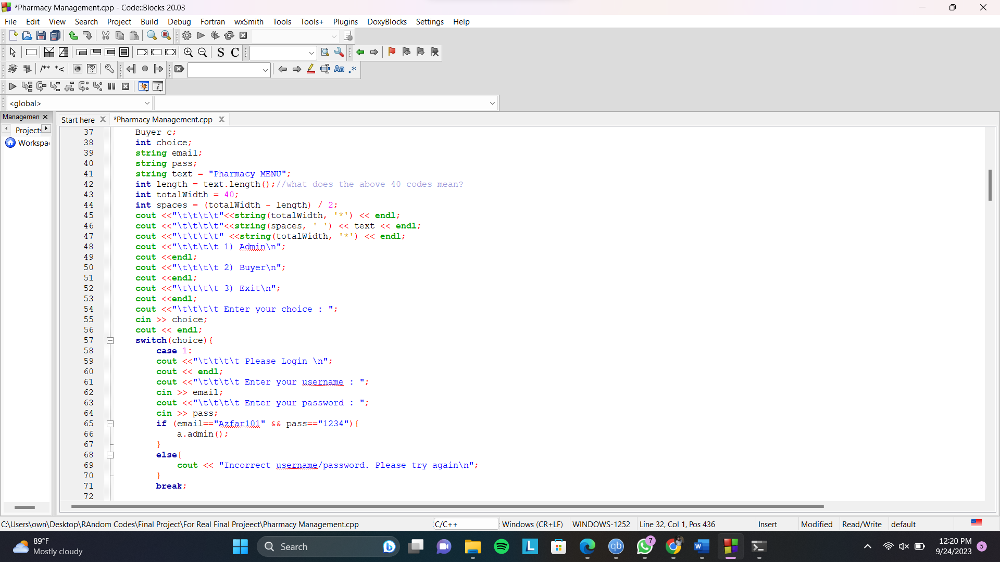 *Pharmacy Management.cpp - Code::Blocks 20.03
File Edit View Search Project Build Debug Fortran wxSmith Tools Tools+ Plugins DoxyBlocks Settings Help
S C
/** *<
Aa .*
<global>
Managemen
Start here
*Pharmacy Management.cpp
Projects
Workspa
37 Buyer c;
38 int choice;
39 string email;
40 string pass;
41 string text = "Pharmacy MENU";
42 int length = text.length();//what does the above 40 codes mean?
43 int totalWidth = 40;
44 int spaces = (totalWidth - length) / 2;
45 cout <<"\t\t\t\t"<<string(totalWidth, '*') << endl;
46 cout <<"\t\t\t\t"<<string(spaces, ' ') << text << endl;
47 cout <<"\t\t\t\t" <<string(totalWidth, '*') << endl;
48 cout <<"\t\t\t\t 1) Admin\n";
49 cout <<endl;
50 cout <<"\t\t\t\t 2) Buyer\n";
51 cout <<endl;
52 cout <<"\t\t\t\t 3) Exit\n";
53 cout <<endl;
54 cout <<"\t\t\t\t Enter your choice : ";
55 cin >> choice;
56 cout << endl;
57 switch(choice){
58 case 1:
59 cout <<"\t\t\t\t Please Login \n";
60 cout << endl;
61 cout <<"\t\t\t\t Enter your username : ";
62 cin >> email;
63 cout <<"\t\t\t\t Enter your password : ";
64 cin >> pass;
65 if (email=="Azfar101" && pass=="1234"){
66 a.admin();
67 }
68 else{
69 cout << "Incorrect username/password. Please try again\n";
70 }
71 break;
72
C:\Users\own\Desktop\RAndom Codes\Final Project\For Real Final Projeect\Pharmacy Management.cpp C/C++ Windows (CR+LF) WINDOWS-1252 Line 32, Col 1, Pos 436 Insert Modified Read/Write default
89°F
Mostly cloudy
Search
L
qb
7
W
12:20 PM
9/24/2023
5